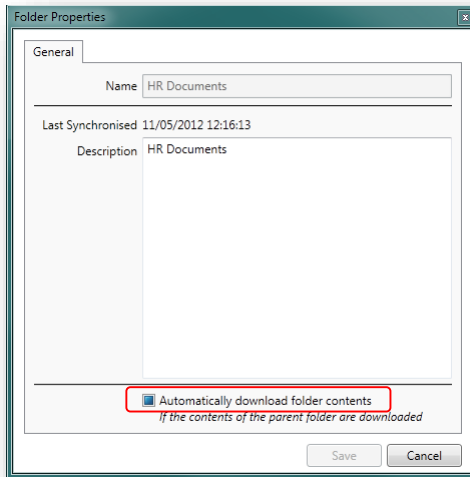 Folder Properties
General
Name HR Documents
Last Synchronised 11/05/2012 12:16:13
Description HR Documents
Automatically download folder contents
If the contents of the parent folder are downloaded
Save Cancel